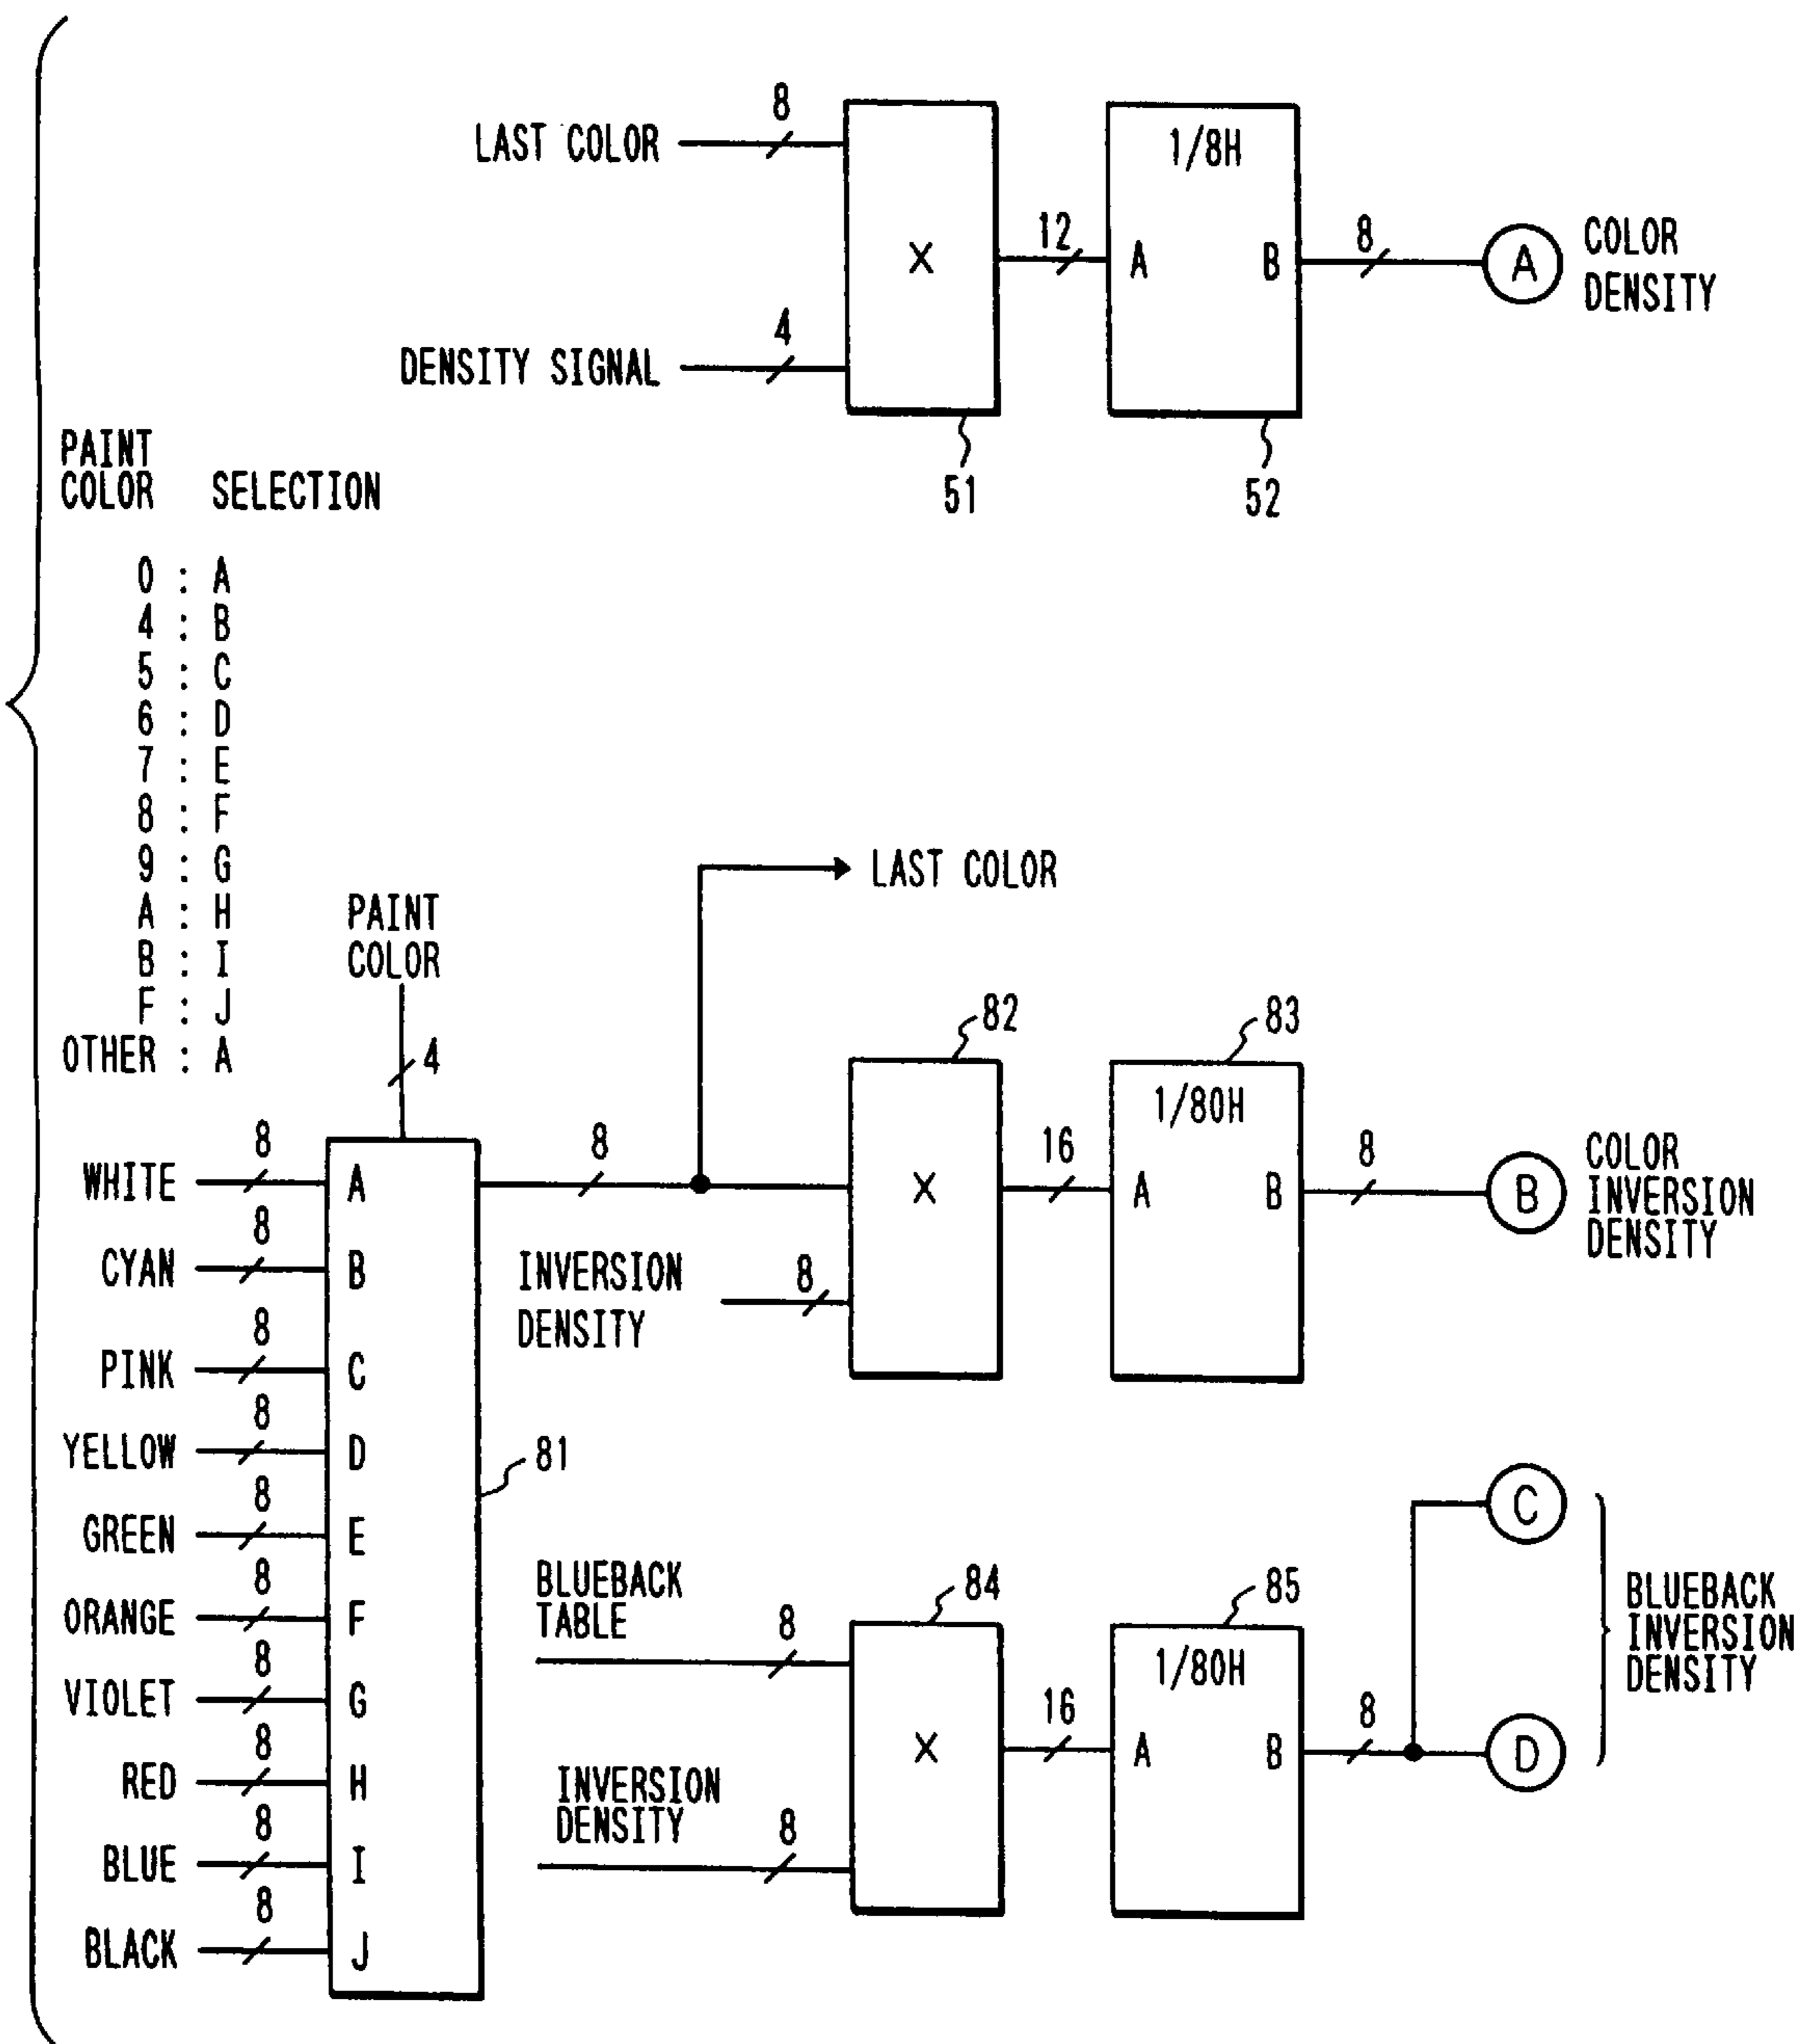 8
LAST COLOR
1/8H
12
8
X
A
B
A
COLOR
DENSITY
4
DENSITY SIGNAL
51
52
PAINT
COLOR SELECTION
0 : A
4 : B
5 : C
6 : D
7 : E
8 : F
9 : G
A : H
B : I
F : J
OTHER : A
LAST COLOR
PAINT
COLOR
4
82
83
1/80H
8
WHITE
A
8
X
16
A
B
8
B
COLOR
INVERSION
DENSITY
8
CYAN
B
INVERSION
DENSITY
8
8
PINK
C
8
YELLOW
D
81
8
GREEN
E
C
BLUEBACK
TABLE
8
84
85
1/80H
BLUEBACK
INVERSION
DENSITY
8
ORANGE
F
8
VIOLET
G
X
16
A
B
8
D
8
RED
H
INVERSION
DENSITY
8
8
BLUE
I
8
BLACK
J